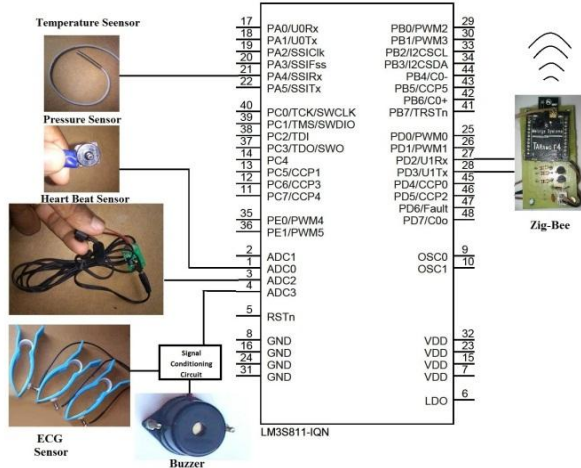 Temperature Seensor
Pressure Sensor
Heart Beat Sensor
ECG
Sensor
Signal
Conditioning
Circuit
Buzzer
17 PA0/U0Rx
18 PA1/U0Tx
19 PA2/SSIClk
20 PA3/SSIFss
21 PA4/SSIRx
22 PA5/SSITx
40 PC0/TCK/SWCLK
39 PC1/TMS/SWDIO
38 PC2/TDI
37 PC3/TDO/SWO
14 PC4
13 PC5/CCP1
12 PC6/CCP3
11 PC7/CCP4
35 PE0/PWM4
36 PE1/PWM5
2 ADC1
1 ADC0
3 ADC2
4 ADC3
5 RSTn
8 GND
16 GND
24 GND
31 GND
PB0/PWM2 29
PB1/PWM3 30
PB2/I2CSCL 33
PB3/I2CSDA 34
PB4/C0- 44
PB5/CCP5 43
PB6/C0+ 42
PB7/TRSTn 41
PD0/PWM0 25
PD1/PWM1 26
PD2/U1Rx 27
PD3/U1Tx 28
PD4/CCP0 45
PD5/CCP2 46
PD6/Fault 47
PD7/C0o 48
OSC0 9
OSC1 10
VDD 32
VDD 23
VDD 15
VDD 7
LDO 6
LM3S811-IQN
Zig-Bee